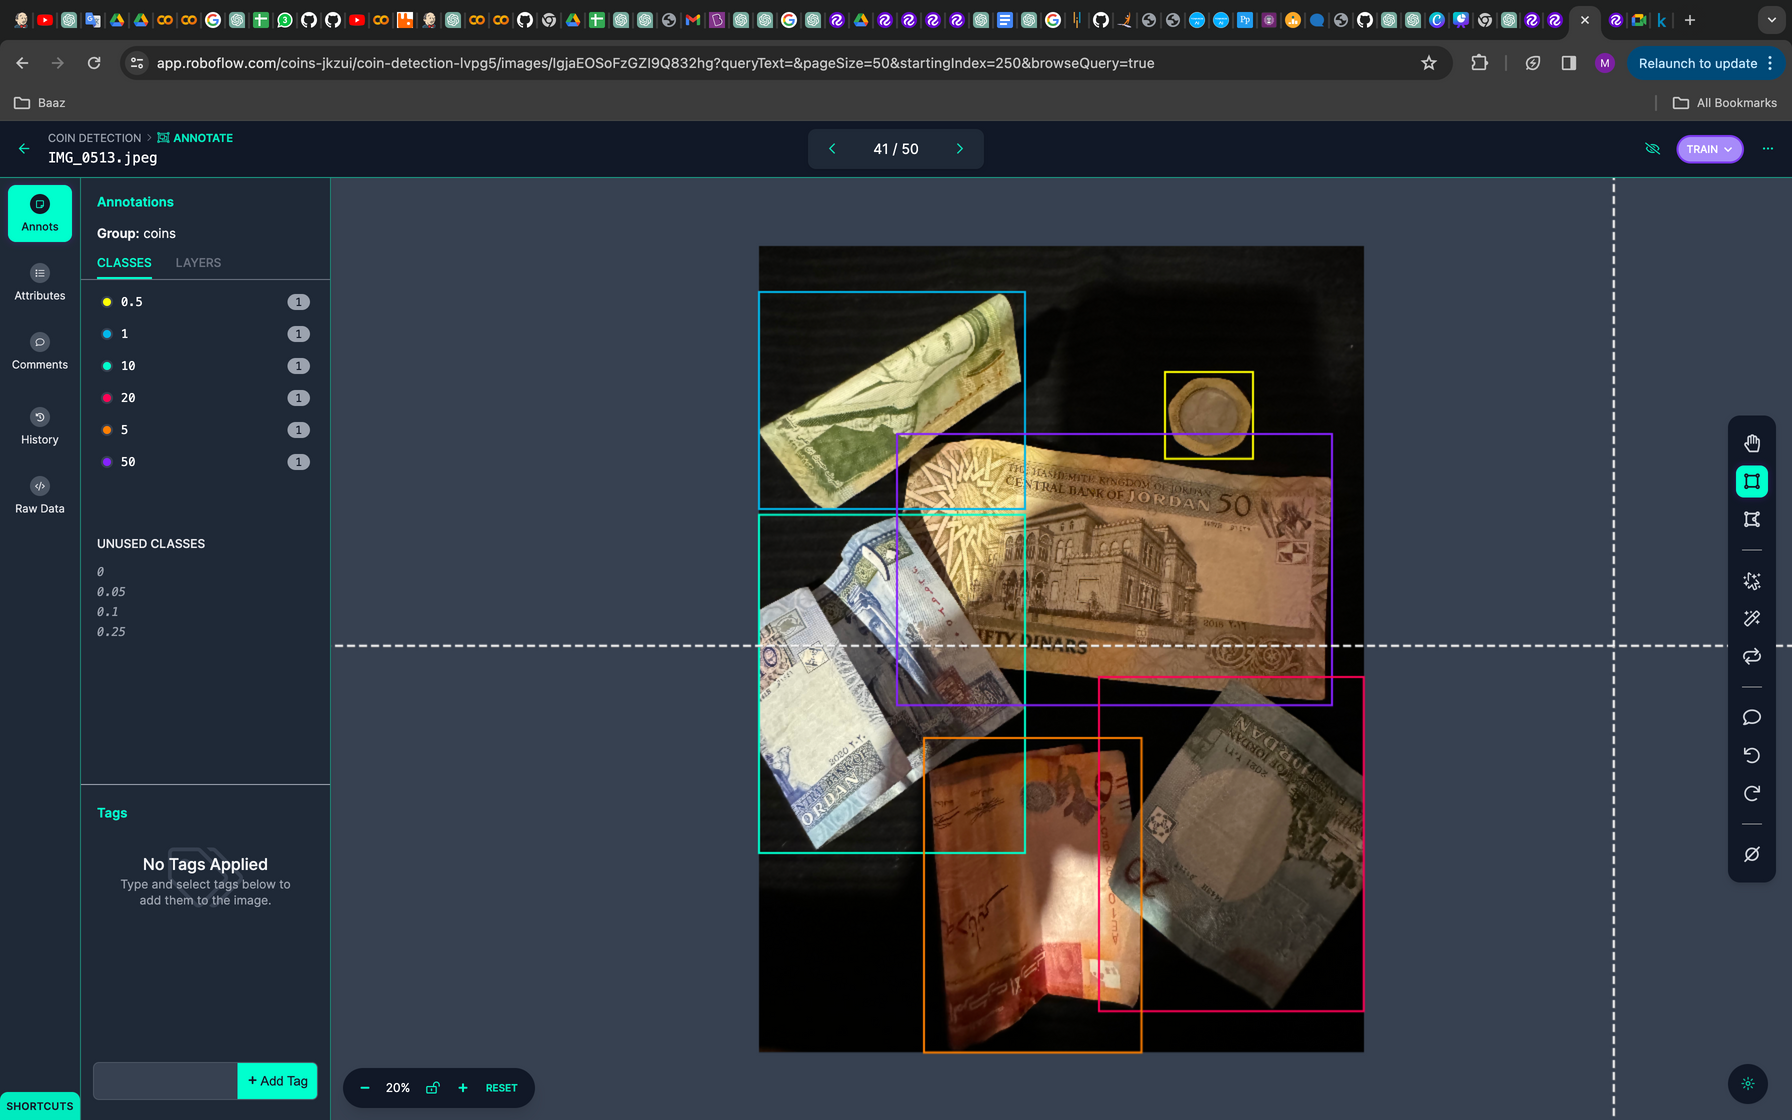 app.roboflow.com/coins-jkzui/coin-detection-lvpg5/images/lgjaEOSoFzGZI9Q832hg?queryText=&pageSize=50&startingIndex=250&browseQuery=true
M
Relaunch to update
Baaz
All Bookmarks
COIN DETECTION > ANNOTATE
IMG_0513.jpeg
41 / 50
TRAIN
Annots
Attributes
Comments
History
Raw Data
Annotations
Group: coins
CLASSES LAYERS
0.5 1
1 1
10 1
20 1
5 1
50 1
UNUSED CLASSES
0
0.05
0.1
0.25
Tags
No Tags Applied
Type and select tags below to
add them to the image.
+ Add Tag
SHORTCUTS
20%
RESET
THE HASHEMITE KINGDOM OF JORDAN
CENTRAL BANK OF JORDAN 50
FTY DINARS
ORDAN
20